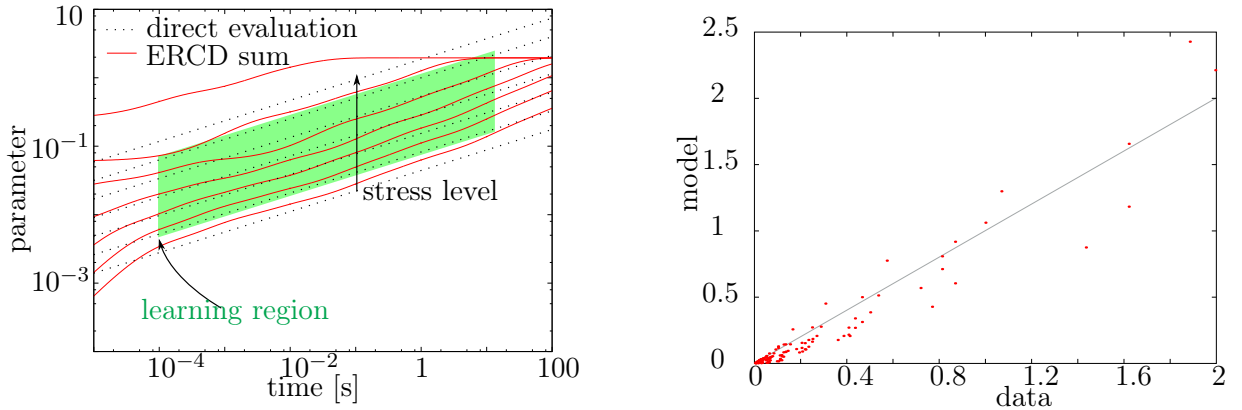 10
10^-1
10^-3
parameter
direct evaluation
ERCD sum
stress level
learning region
10^-4
10^-2
1
100
time [s]
2.5
2
1.5
1
0.5
0
model
0
0.4
0.8
1.2
1.6
2
data